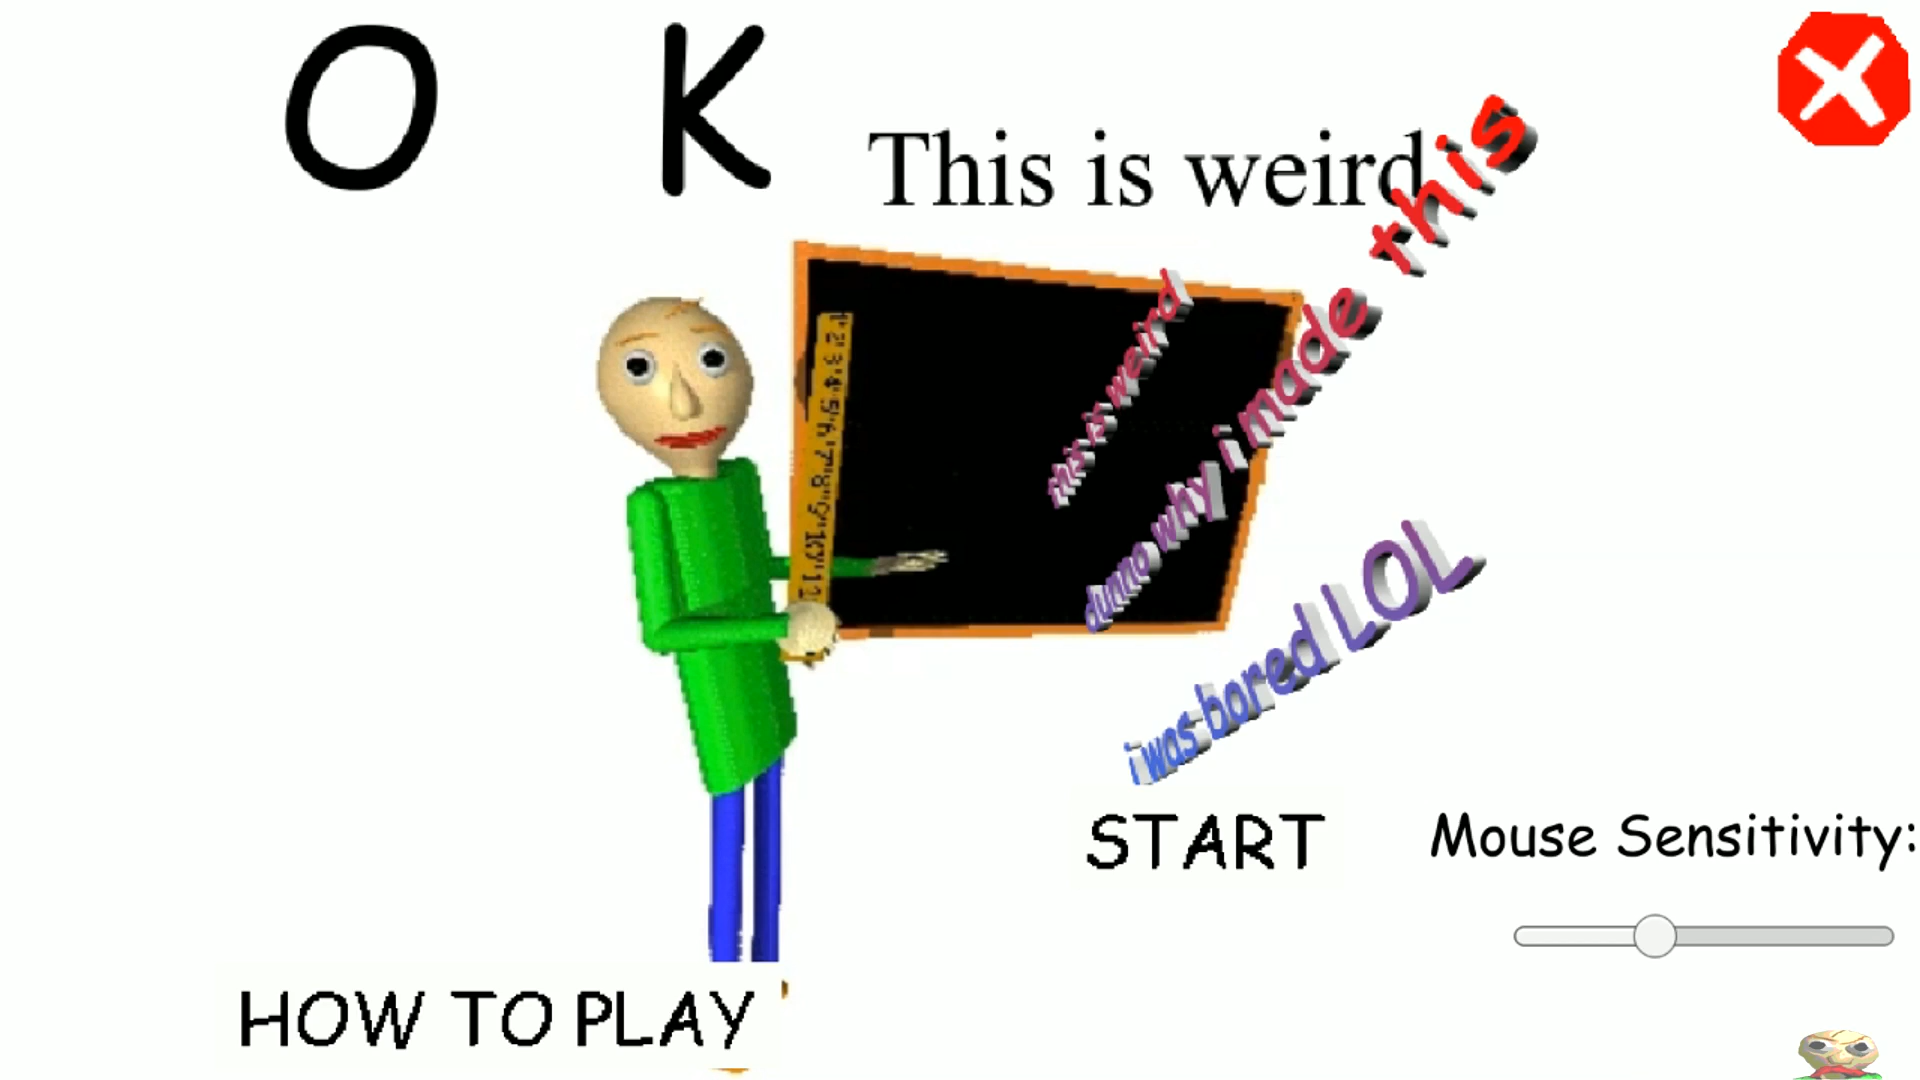 O K
This is weird
this is weird
dunno why i made this
i was bored LOL
START
Mouse Sensitivity:
HOW TO PLAY